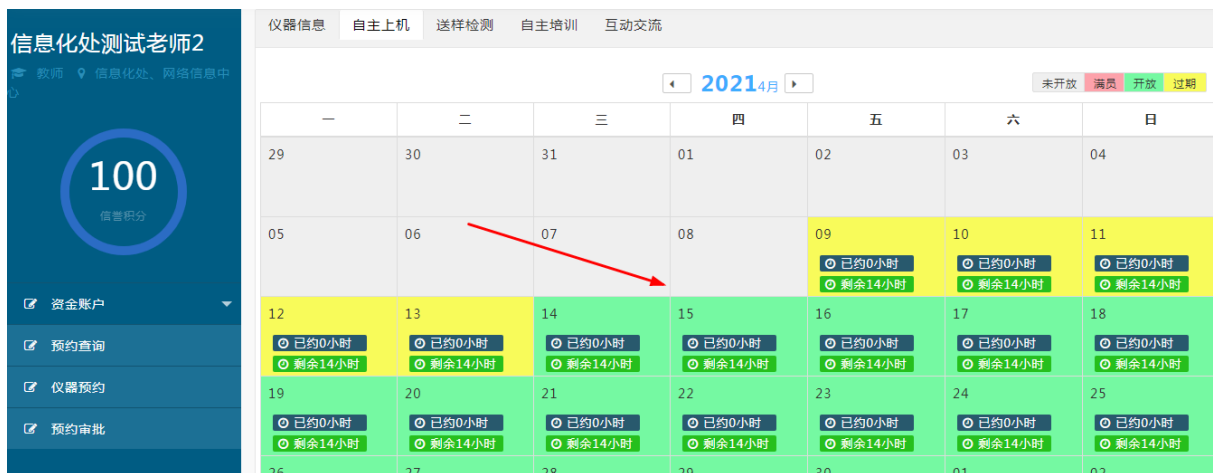 信息化处测试老师2
教师 信息化处、网络信息中
心
100
信誉积分
资金账户
预约查询
仪器预约
预约审批
仪器信息 自主上机 送样检测 自主培训 互动交流
2021 4月
未开放 满员 开放 过期
一 二 三 四 五 六 日
29 30 31 01 02 03 04
05 06 07 08 09 10 11
已约0小时 已约0小时 已约0小时
剩余14小时 剩余14小时 剩余14小时
12 13 14 15 16 17 18
已约0小时 已约0小时 已约0小时 已约0小时 已约0小时 已约0小时 已约0小时
剩余14小时 剩余14小时 剩余14小时 剩余14小时 剩余14小时 剩余14小时 剩余14小时
19 20 21 22 23 24 25
已约0小时 已约0小时 已约0小时 已约0小时 已约0小时 已约0小时 已约0小时
剩余14小时 剩余14小时 剩余14小时 剩余14小时 剩余14小时 剩余14小时 剩余14小时
26 27 28 29 30 01 02